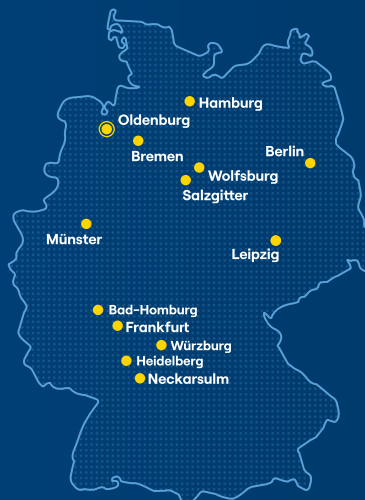 Hamburg
Oldenburg
Bremen
Berlin
Wolfsburg
Salzgitter
Münster
Leipzig
Bad-Homburg
Frankfurt
Würzburg
Heidelberg
Neckarsulm